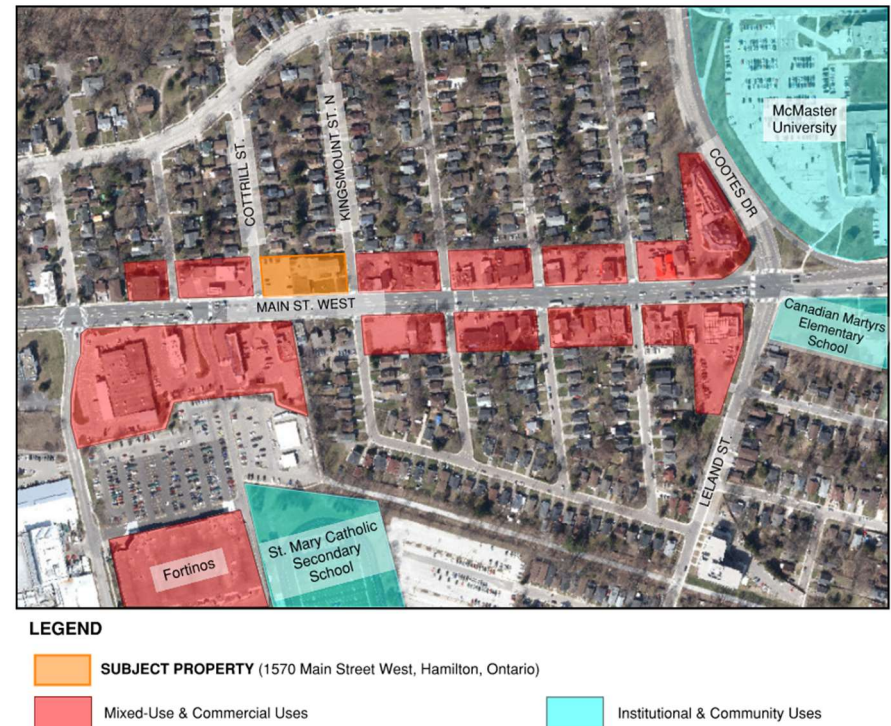 McMaster
University
COOTES DR
COTTRILL ST.
KINGSMOUNT ST. N
MAIN ST. WEST
Canadian Martyrs
Elementary
School
LELAND ST.
St. Mary Catholic
Secondary
School
Fortinos
LEGEND
SUBJECT PROPERTY (1570 Main Street West, Hamilton, Ontario)
Mixed-Use & Commercial Uses
Institutional & Community Uses